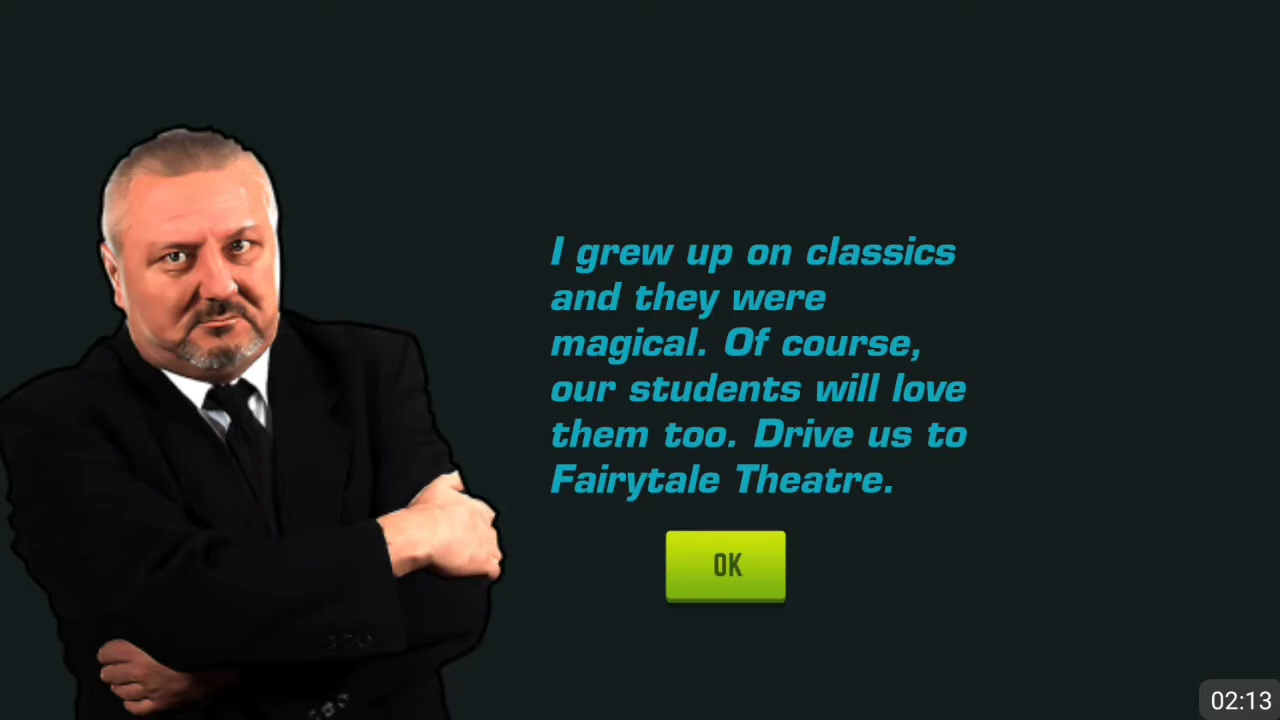 I grew up on classics
and they were
magical. Of course,
our students will love
them too. Drive us to
Fairytale Theatre.
OK
02:13